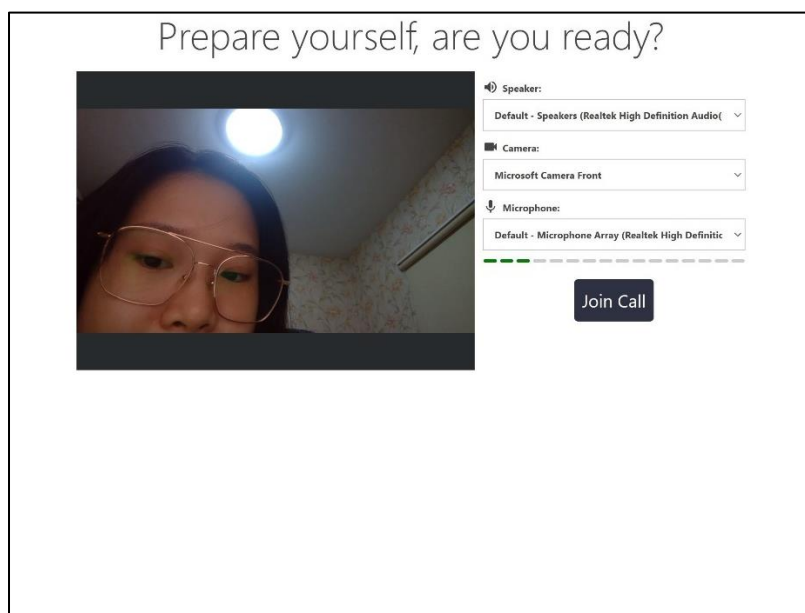 Prepare yourself, are you ready?
Speaker:
Default - Speakers (Realtek High Definition Audio(
Camera:
Microsoft Camera Front
Microphone:
Default - Microphone Array (Realtek High Definitic
Join Call